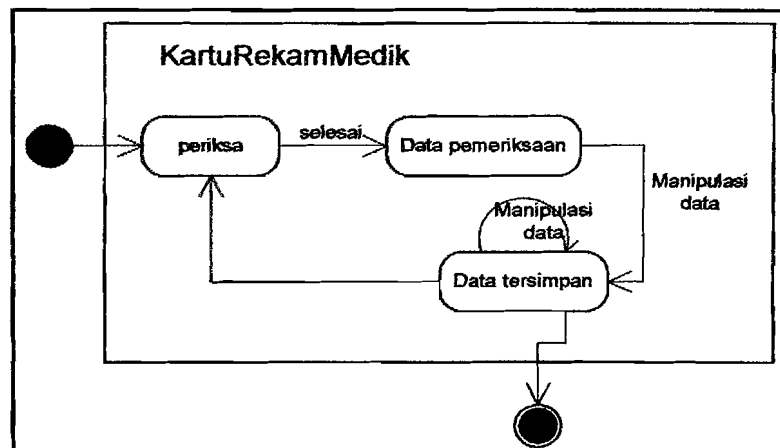 KartuRekamMedik
periksa
selesai
Data pemeriksaan
Manipulasi
data
Manipulasi
data
Data tersimpan